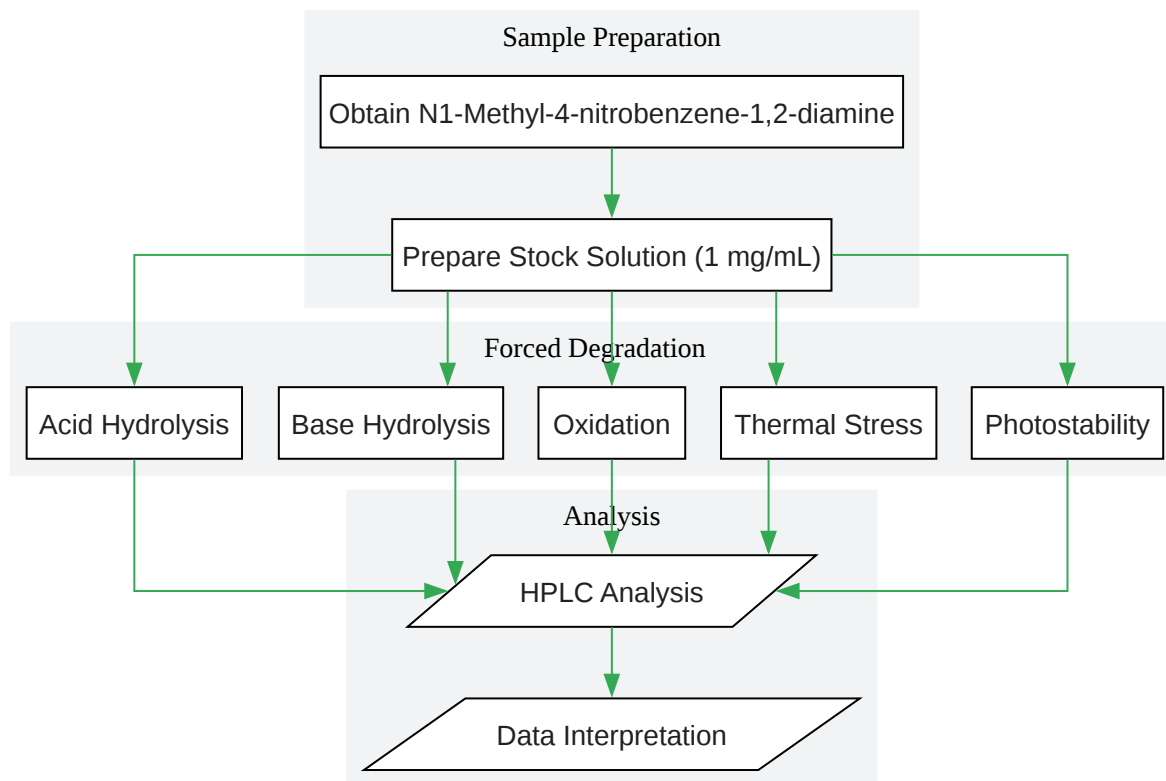 Sample Preparation
Obtain N1-Methyl-4-nitrobenzene-1,2-diamine
Prepare Stock Solution (1 mg/mL)
Forced Degradation
Acid Hydrolysis
Base Hydrolysis
Oxidation
Thermal Stress
Photostability
Analysis
HPLC Analysis
Data Interpretation